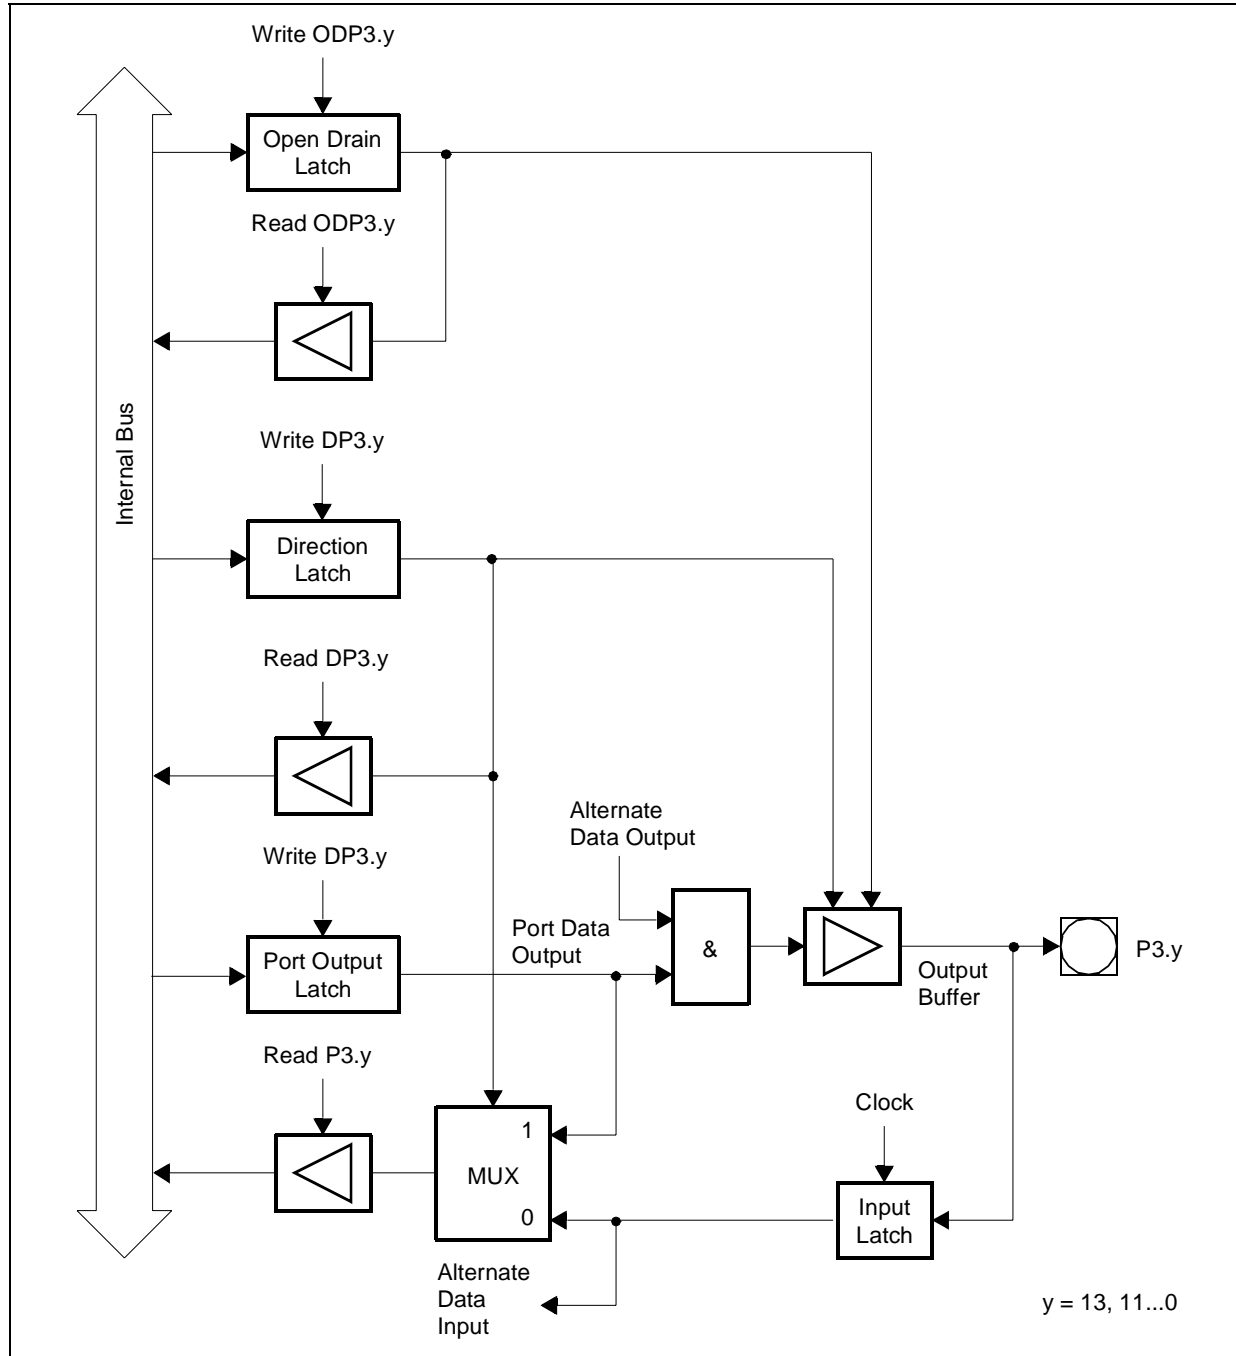 Write ODP3.y
Open Drain
Latch
Read ODP3.y
Internal Bus
Write DP3.y
Direction
Latch
Read DP3.y
Alternate
Data Output
Write DP3.y
Port Data
Output
&
Port Output
Latch
Output
Buffer
P3.y
Read P3.y
Clock
1
MUX
0
Input
Latch
Alternate
Data
Input
y = 13, 11...0